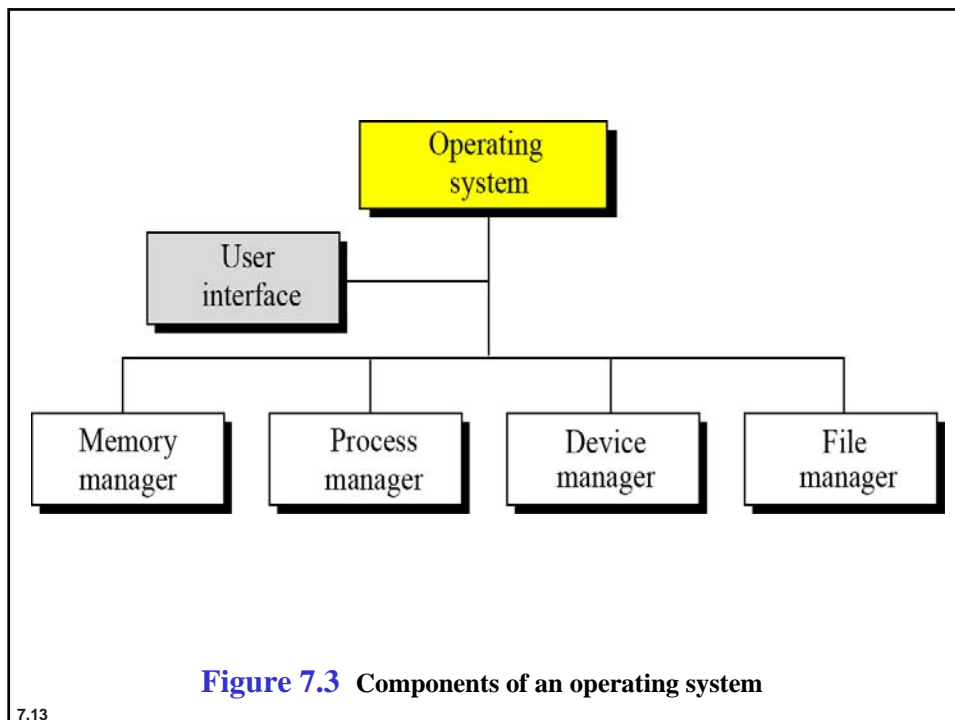 Operating
system
User
interface
Memory
manager
Process
manager
Device
manager
File
manager
Figure 7.3 Components of an operating system
7.13